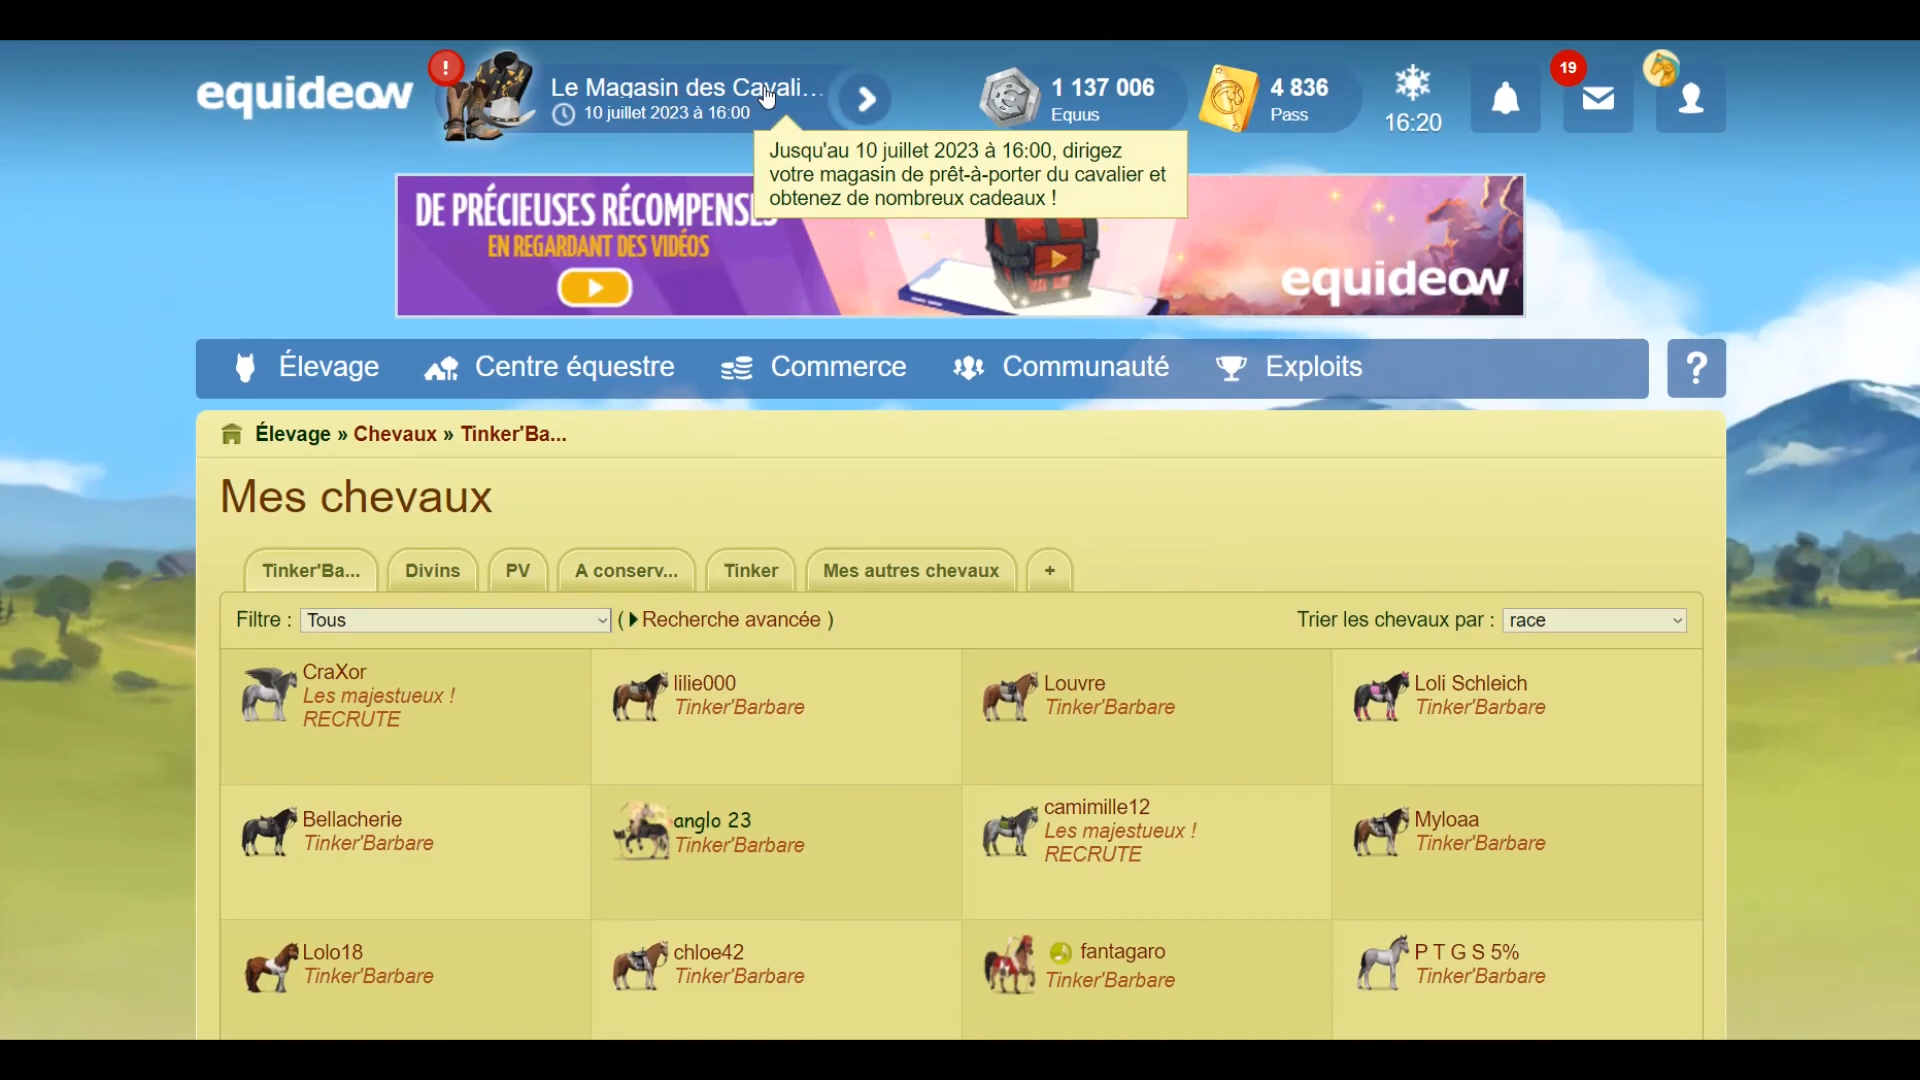 equideow
!
Le Magasin des Cavali...
10 juillet 2023 à 16:00
1 137 006
Equus
4 836
Pass
16:20
19
Jusqu'au 10 juillet 2023 à 16:00, dirigez
votre magasin de prêt-à-porter du cavalier et
obtenez de nombreux cadeaux !
DE PRÉCIEUSES RÉCOMPENSES
EN REGARDANT DES VIDÉOS
equideow
Élevage
Centre équestre
Commerce
Communauté
Exploits
?
Élevage » Chevaux » Tinker'Ba...
Mes chevaux
Tinker'Ba...
Divins
PV
A conserv...
Tinker
Mes autres chevaux
+
Filtre : Tous ( Recherche avancée )
Trier les chevaux par : race
CraXor
Les majestueux !
RECRUTE
lilie000
Tinker'Barbare
Louvre
Tinker'Barbare
Loli Schleich
Tinker'Barbare
Bellacherie
Tinker'Barbare
anglo 23
Tinker'Barbare
camimille12
Les majestueux !
RECRUTE
Myloaa
Tinker'Barbare
Lolo18
Tinker'Barbare
chloe42
Tinker'Barbare
fantagaro
Tinker'Barbare
P T G S 5%
Tinker'Barbare